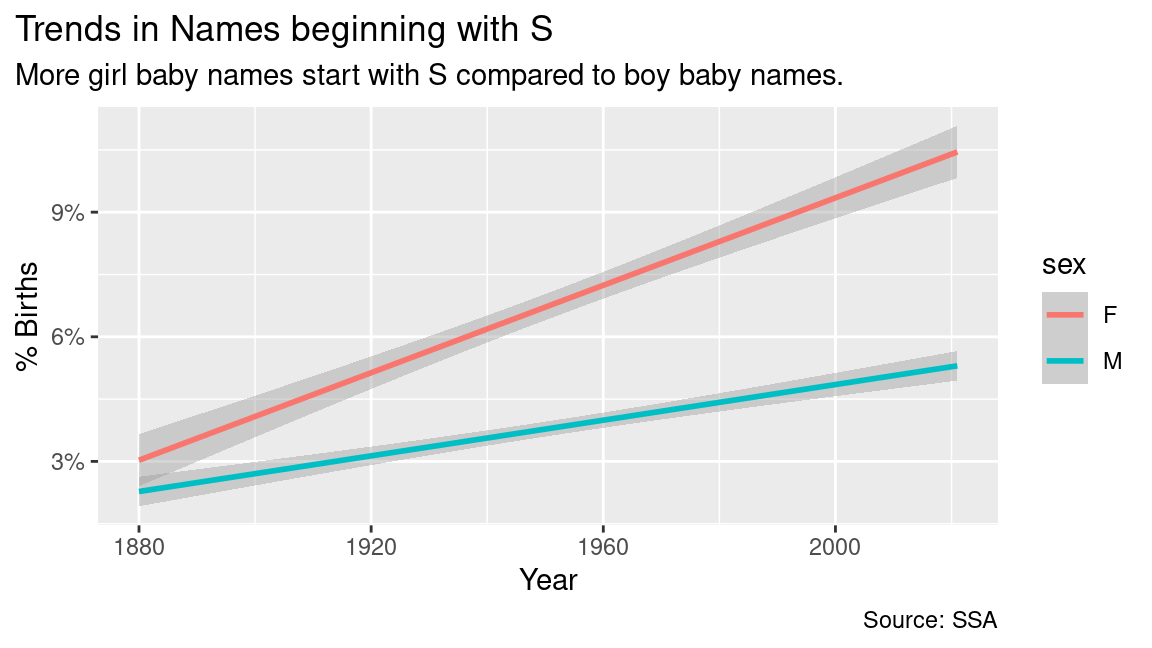 Trends in Names beginning with S
More girl baby names start with S compared to boy baby names.
% Births
9%
6%
3%
1880
1920
1960
2000
Year
sex
F
M
Source: SSA